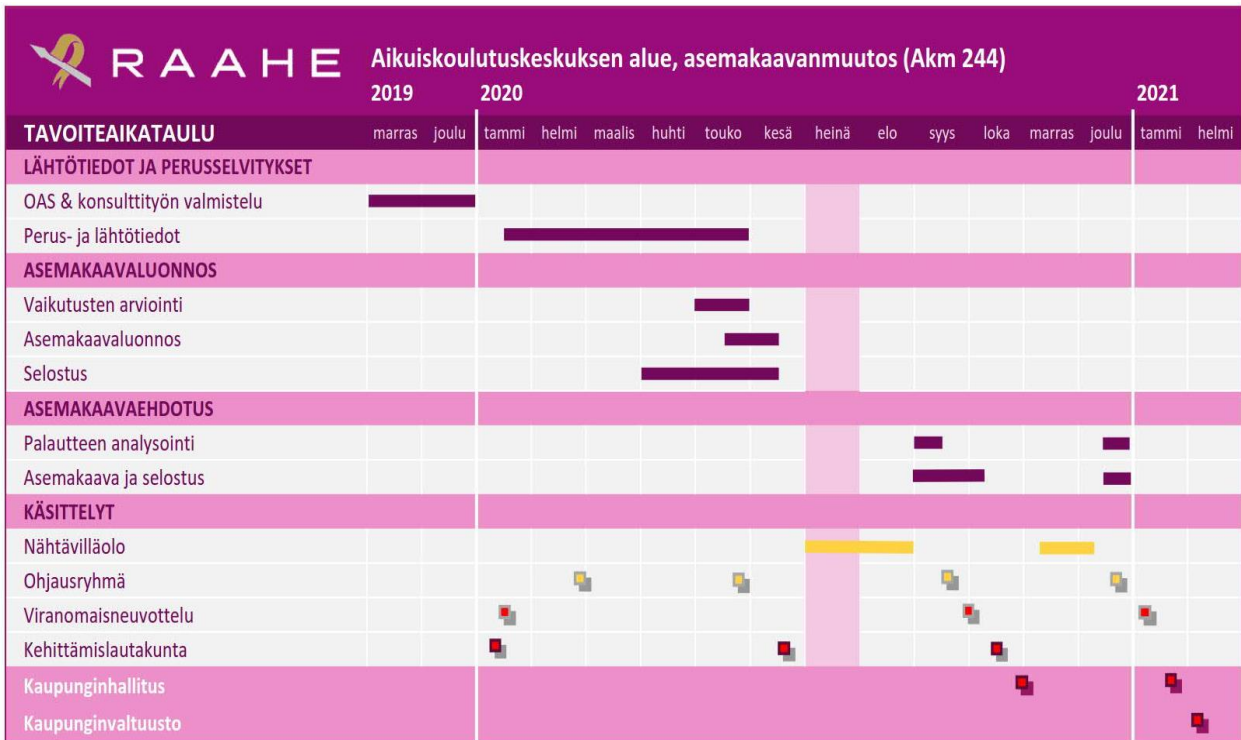 RAAHE
Aikuiskoulutuskeskuksen alue, asemakaavanmuutos (Akm 244)
2019 2020 2021
TAVOITEAIKATAULU marras joulu tammi helmi maalis huhti touko kesä heinä elo syys loka marras joulu tammi helmi
LÄHTÖTIEDOT JA PERUSSELVITYKSET
OAS & konsulttityön valmistelu
Perus- ja lähtötiedot
ASEMAKAAVALUONNOS
Vaikutusten arviointi
Asemakaavaluonnos
Selostus
ASEMAKAAVAEHDOTUS
Palautteen analysointi
Asemakaava ja selostus
KÄSITTELYT
Nähtävilläolo
Ohjausryhmä
Viranomaisneuvottelu
Kehittämislautakunta
Kaupunginhallitus
Kaupunginvaltuusto